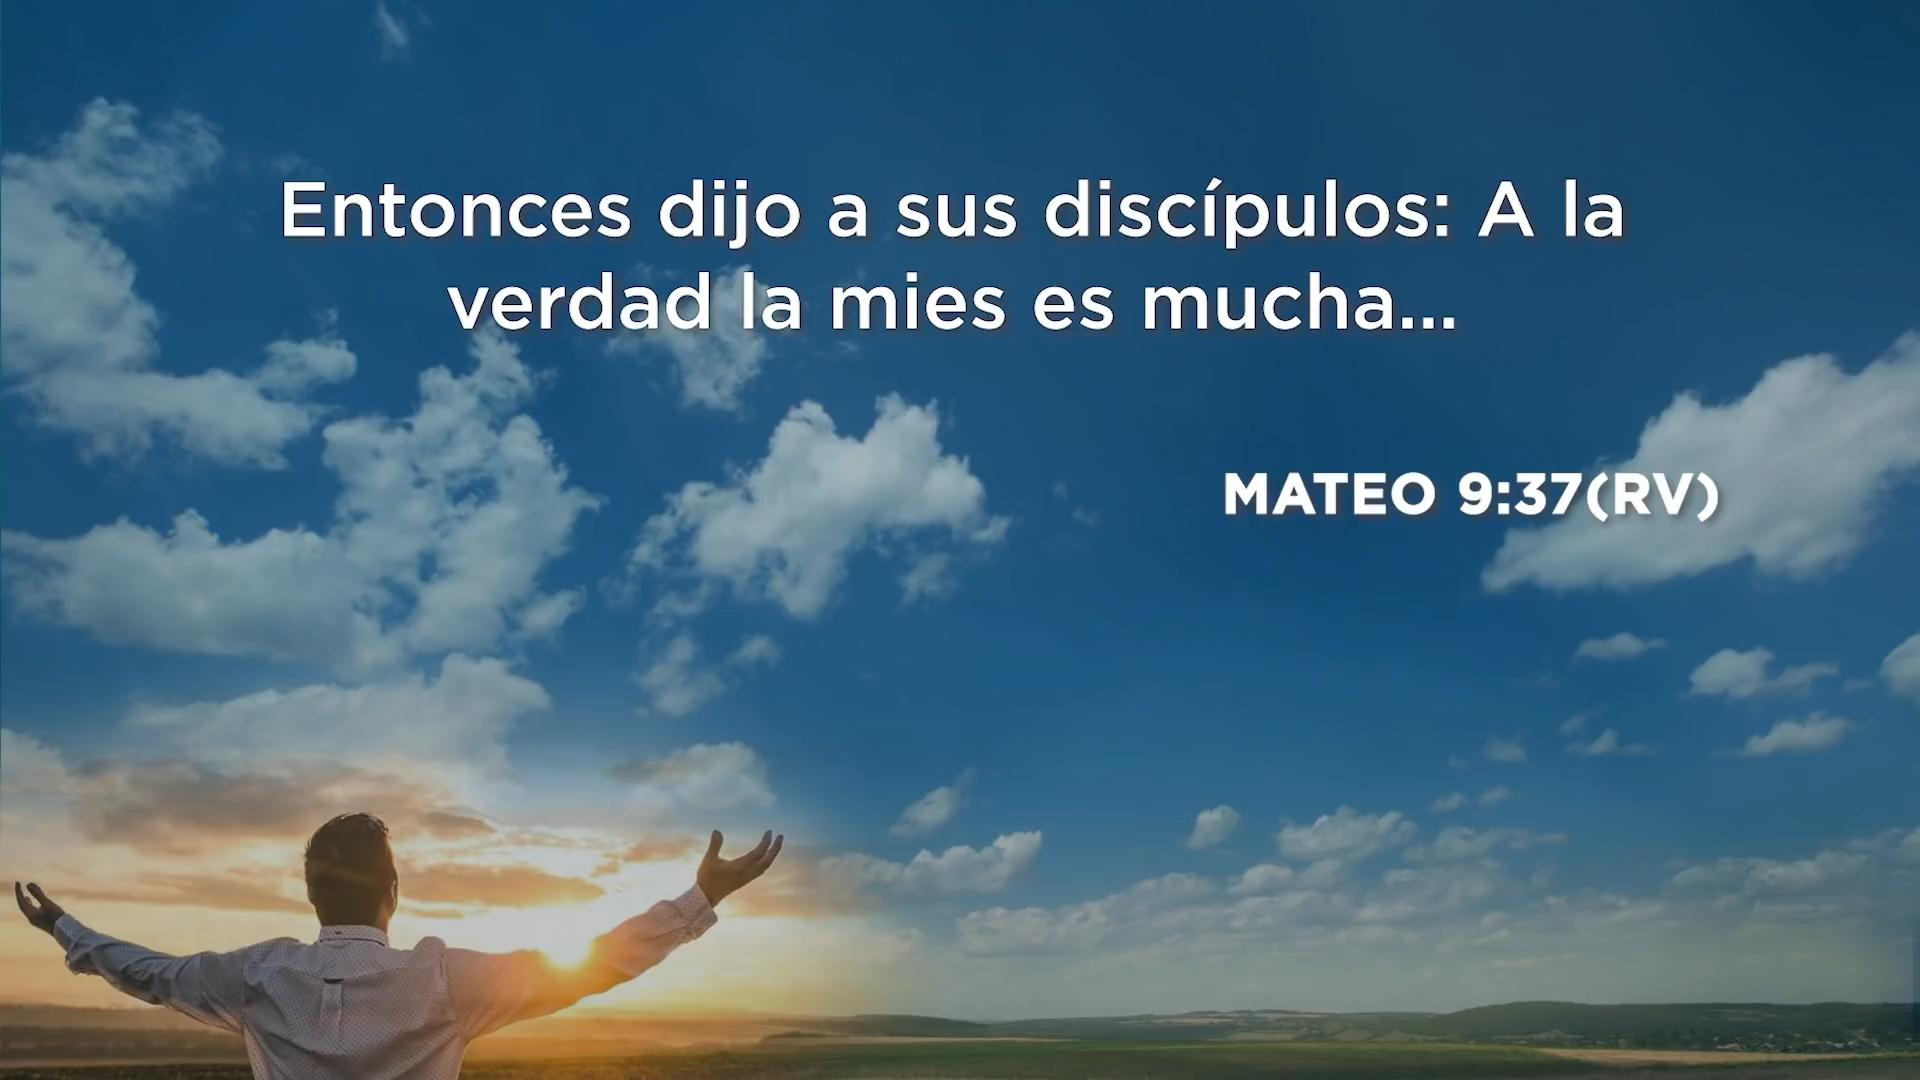 Entonces dijo a sus discípulos: A la
verdad la mies es mucha...
MATEO 9:37(RV)